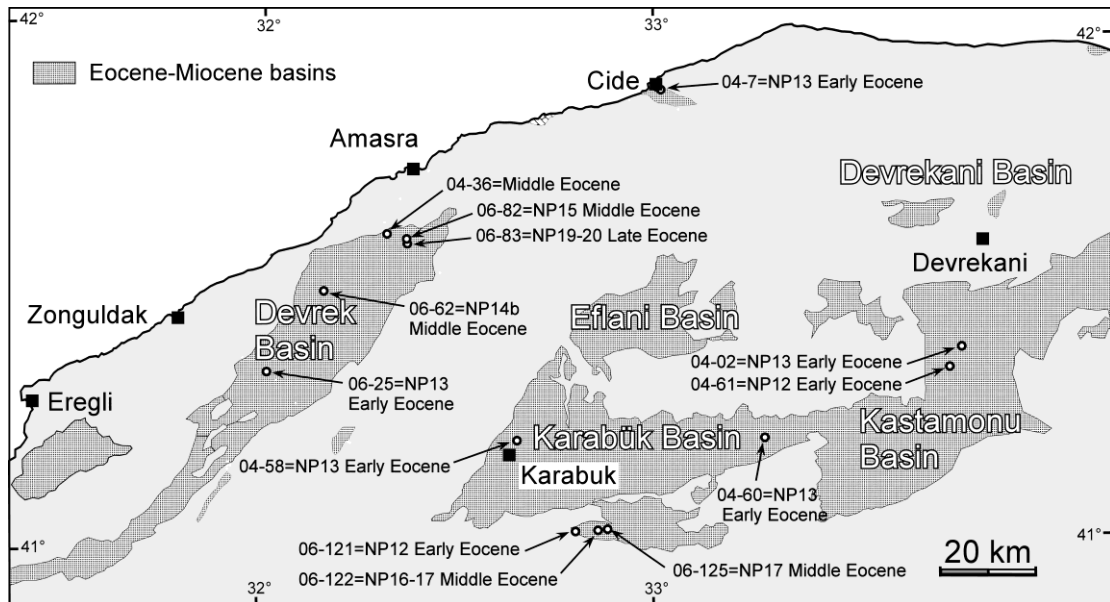 42°
32°
33°
42°
Eocene-Miocene basins
Cide
04-7=NP13 Early Eocene
Amasra
Devrekani Basin
04-36=Middle Eocene
06-82=NP15 Middle Eocene
06-83=NP19-20 Late Eocene
Devrekani
Zonguldak
Devrek
Basin
06-62=NP14b
Middle Eocene
Eflani Basin
04-02=NP13 Early Eocene
04-61=NP12 Early Eocene
06-25=NP13
Early Eocene
Eregli
Kastamonu
Basin
Karabük Basin
04-58=NP13 Early Eocene
Karabuk
04-60=NP13
Early Eocene
06-121=NP12 Early Eocene
06-122=NP16-17 Middle Eocene
06-125=NP17 Middle Eocene
41°
41°
20 km
32°
33°